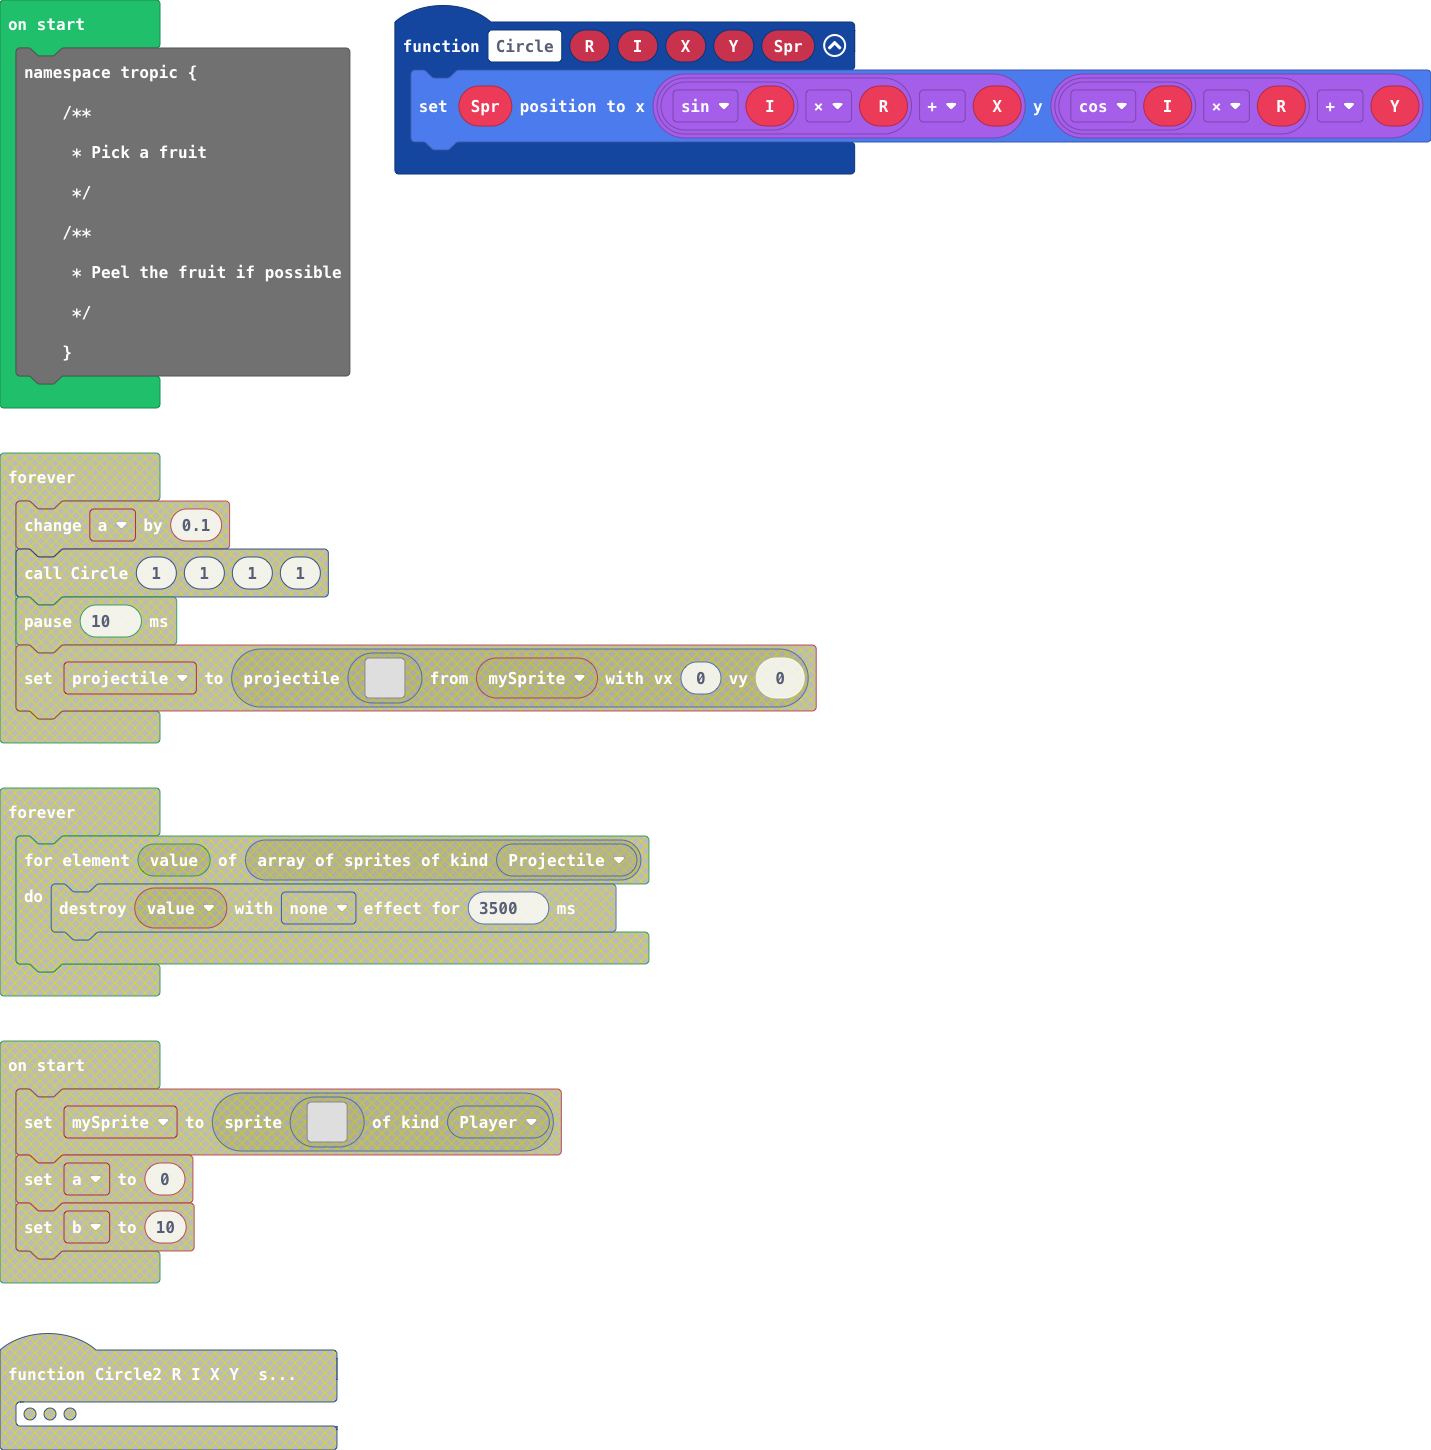 on start
namespace tropic {
/**
* Pick a fruit
*/
/**
* Peel the fruit if possible
*/
}
function Circle R I X Y Spr
set Spr position to x sin I × R + X y cos I × R + Y
forever
change a by 0.1
call Circle 1 1 1 1
pause 10 ms
set projectile to projectile from mySprite with vx 0 vy 0
forever
for element value of array of sprites of kind Projectile
do
destroy value with none effect for 3500 ms
on start
set mySprite to sprite of kind Player
set a to 0
set b to 10
function Circle2 R I X Y s...